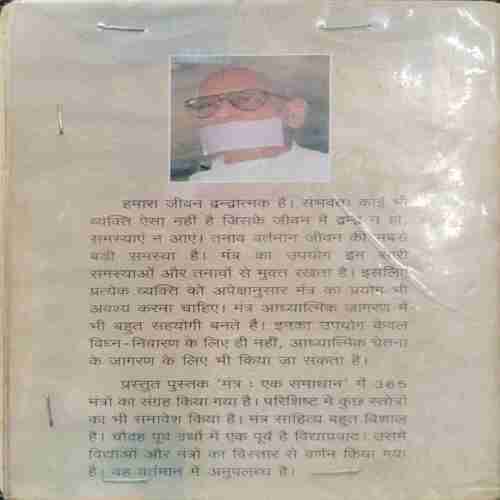 हमारा जीवन द्वन्द्वात्मक है। संभवतः कोई भी
व्यक्ति ऐसा नहीं है जिसके जीवन में द्वन्द्व न हो,
समस्याएं न आएं। तनाव वर्तमान जीवन की सबसे
बड़ी समस्या है। मंत्र का उपयोग इन सारी
समस्याओं और तनावों से मुक्त रखता है। इसलिए
प्रत्येक व्यक्ति को अपेक्षानुसार मंत्र का प्रयोग भी
अवश्य करना चाहिए। मंत्र आध्यात्मिक जागरण में
भी बहुत सहयोगी बनते हैं। इनका उपयोग केवल
विघ्न-निवारण के लिए ही नहीं, आध्यात्मिक चेतना
के जागरण के लिए भी किया जा सकता है।
प्रस्तुत पुस्तक 'मंत्र : एक समाधान' में 365
मंत्रों का संग्रह किया गया है। परिशिष्ट में कुछ स्तोत्रों
का भी समावेश किया है। मंत्र साहित्य बहुत विशाल
है। चौदह पूर्व ग्रंथों में एक पूर्व है विद्याप्रवाद। उसमें
विद्याओं और मंत्रों का विस्तार से वर्णन किया गया
है। वह वर्तमान में अनुपलब्ध है।